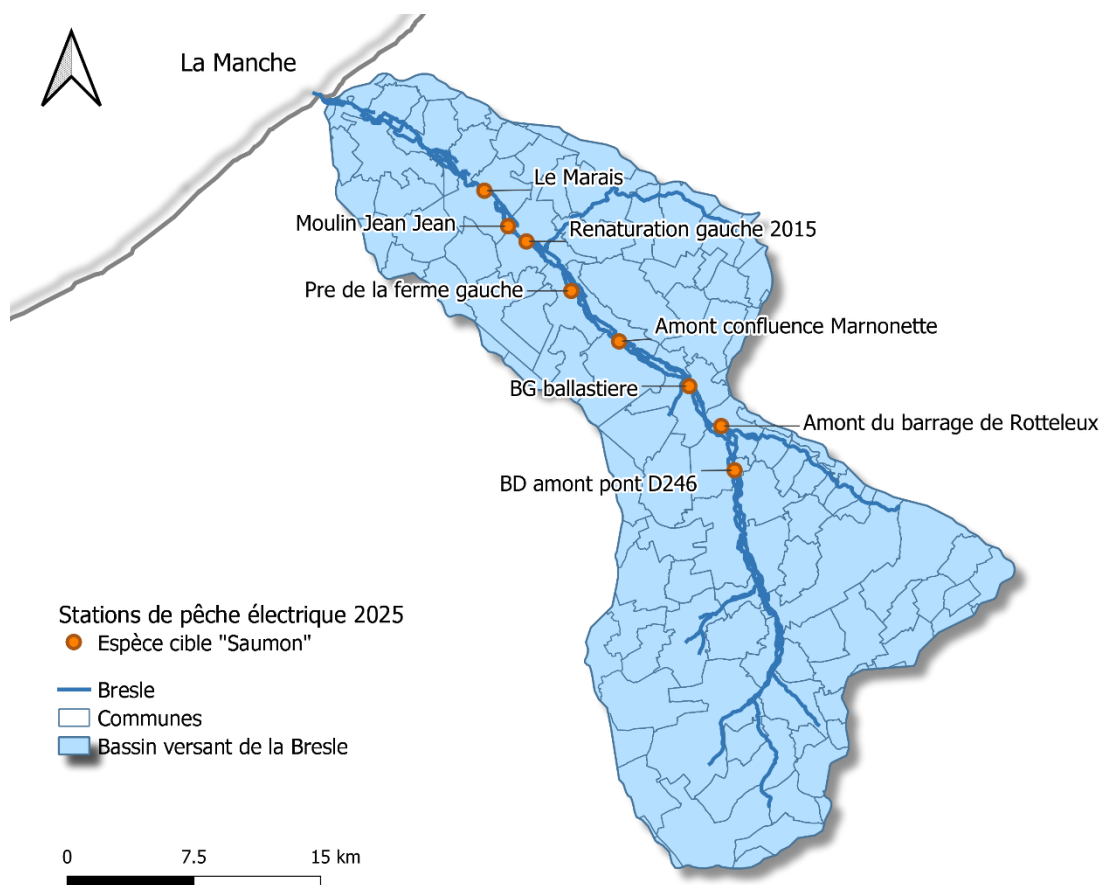 La Manche
Le Marais
Moulin Jean Jean
Renaturation gauche 2015
Pre de la ferme gauche
Amont confluence Marnonette
BG ballastiere
Amont du barrage de Rotteleux
BD amont pont D246
Stations de pêche électrique 2025
Espèce cible "Saumon"
Bresle
Communes
Bassin versant de la Bresle
0 7.5 15 km